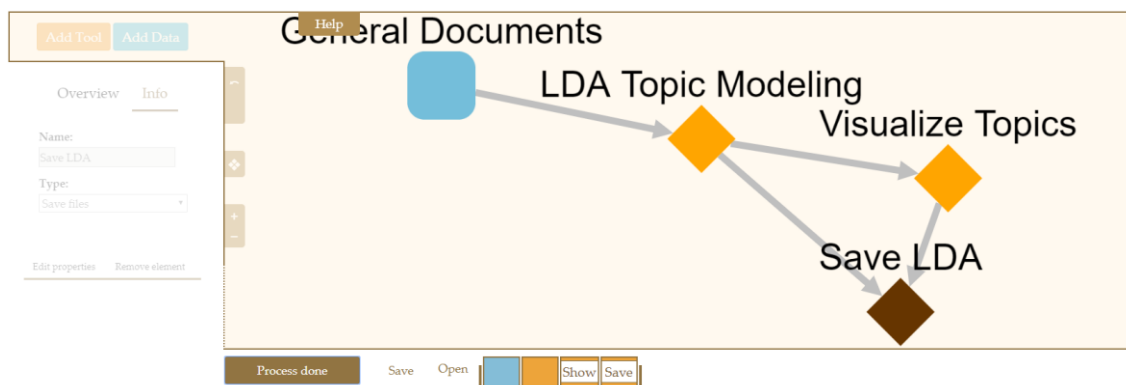 Add Tool Add Data
Help
General Documents
LDA Topic Modeling
Visualize Topics
Save LDA
Overview Info
Name:
Save LDA
Type:
Save files
Edit properties Remove element
+
−
Process done Save Open Show Save